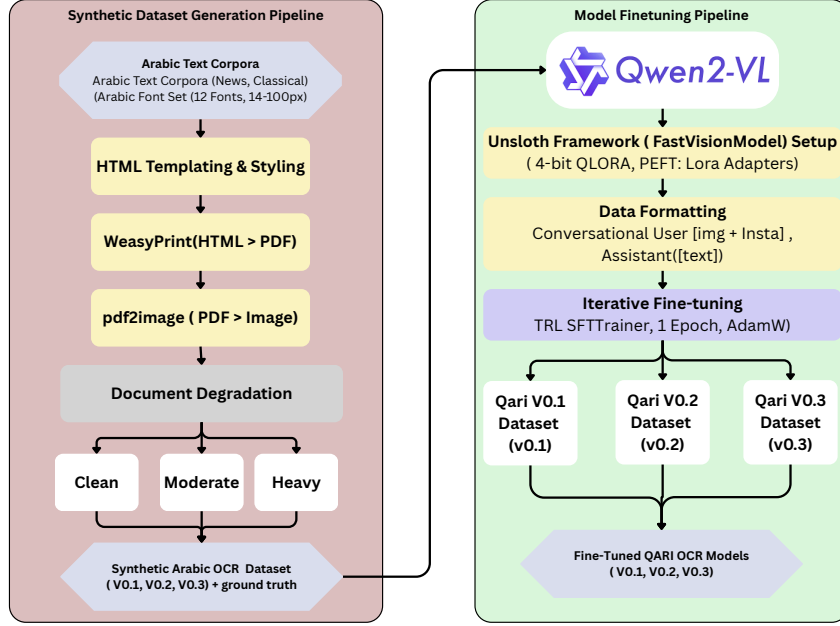 Synthetic Dataset Generation Pipeline
Arabic Text Corpora
Arabic Text Corpora (News, Classical)
(Arabic Font Set (12 Fonts, 14-100px)
HTML Templating & Styling
WeasyPrint(HTML > PDF)
pdf2image ( PDF > Image)
Document Degradation
Clean
Moderate
Heavy
Synthetic Arabic OCR Dataset
( V0.1, V0.2, V0.3) + ground truth
Model Finetuning Pipeline
Qwen2-VL
Unsloth Framework ( FastVisionModel) Setup
( 4-bit QLORA, PEFT: Lora Adapters)
Data Formatting
Conversational User [img + Insta] ,
Assistant([text])
Iterative Fine-tuning
TRL SFTTrainer, 1 Epoch, AdamW)
Qari V0.1
Dataset
(v0.1)
Qari V0.2
Dataset
(v0.2)
Qari V0.3
Dataset
(v0.3)
Fine-Tuned QARI OCR Models
( V0.1, V0.2, V0.3)